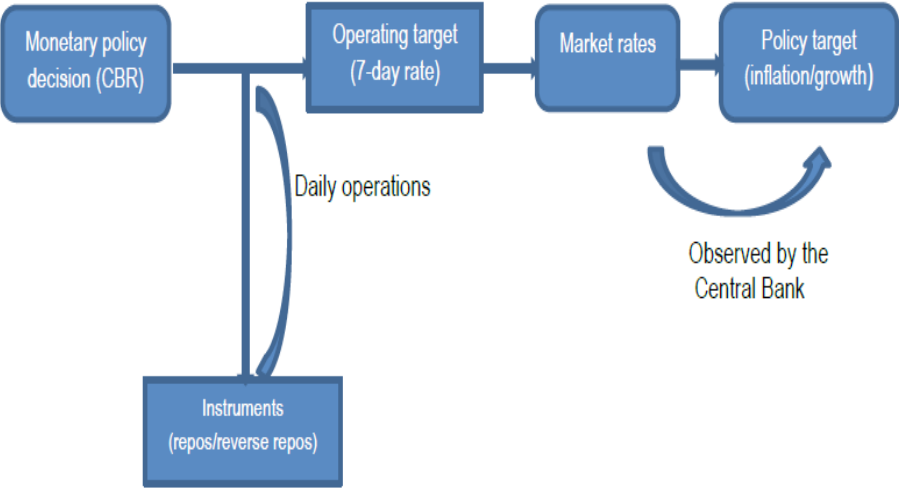 Monetary policy
decision (CBR)
Operating target
(7-day rate)
Market rates
Policy target
(inflation/growth)
Daily operations
Observed by the
Central Bank
Instruments
(repos/reverse repos)